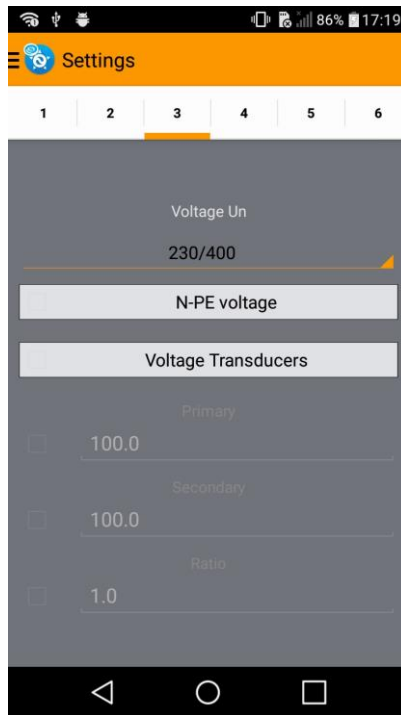 86% 17:19
Settings
1 2 3 4 5 6
Voltage Un
230/400
N-PE voltage
Voltage Transducers
Primary
100.0
Secondary
100.0
Ratio
1.0